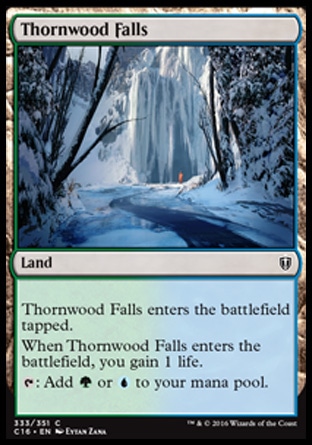 Thornwood Falls
Land
Thornwood Falls enters the battlefield
tapped.
When Thornwood Falls enters the
battlefield, you gain 1 life.
: Add or to your mana pool.
333/351 C
C16 • EN Eytan Zana
™ & © 2016 Wizards of the Coast